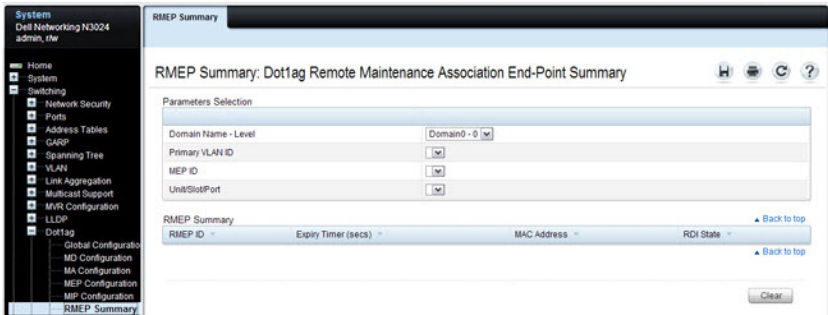 System
Dell Networking N3024
admin, r/w
Home
System
Switching
Network Security
Ports
Address Tables
GARP
Spanning Tree
VLAN
Link Aggregation
Multicast Support
MVR Configuration
LLDP
Dot1ag
Global Configuratio
MD Configuration
MA Configuration
MEP Configuration
MIP Configuration
RMEP Summary
RMEP Summary
RMEP Summary: Dot1ag Remote Maintenance Association End-Point Summary
?
Parameters Selection
Domain Name - Level
Domain0 - 0
Primary VLAN ID
MEP ID
Unit/Slot/Port
RMEP Summary
Back to top
RMEP ID Expiry Timer (secs) MAC Address RDI State
Back to top
Clear